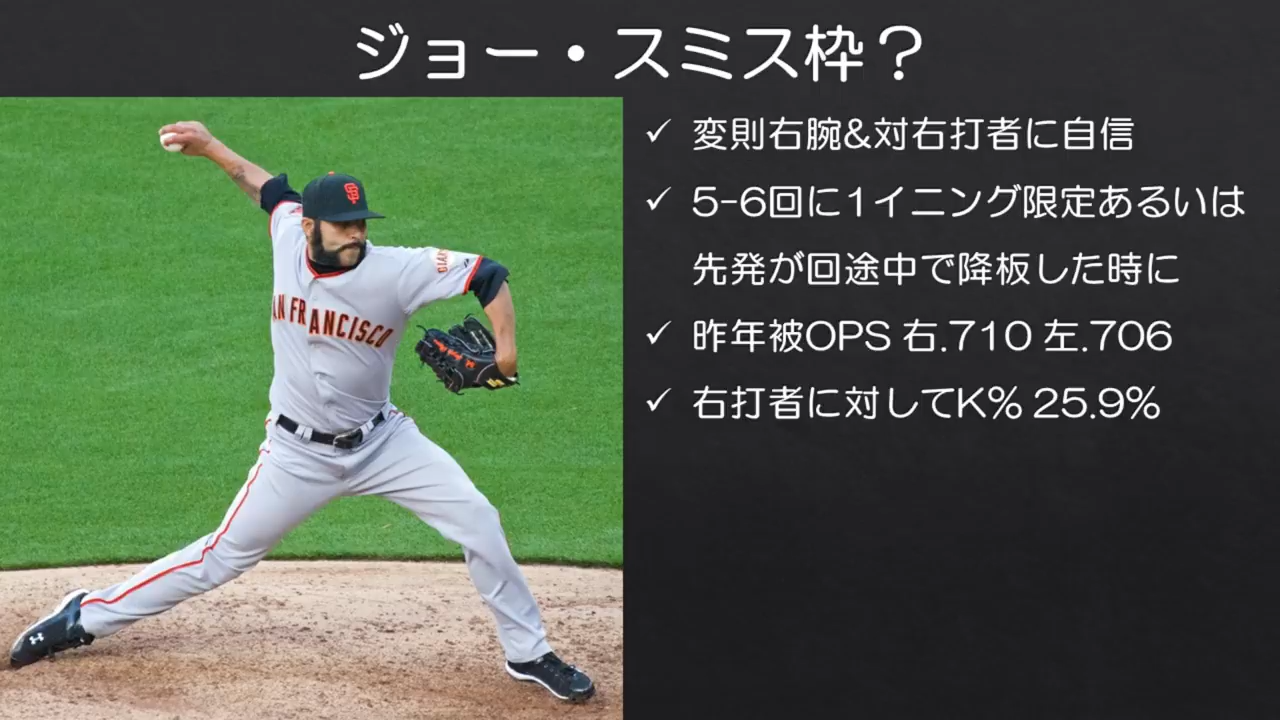 ジョー・スミス枠？
変則右腕&対右打者に自信
5-6回に1イニング限定あるいは
先発が回途中で降板した時に
昨年被OPS 右.710 左.706
右打者に対してK% 25.9%
SF
GIAN
AN FRANCISCO